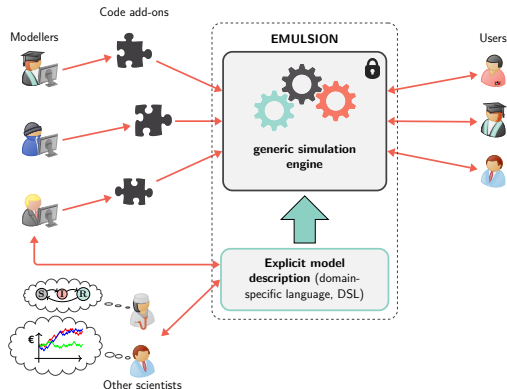 Code add-ons
Modellers
EMULSION
Users
generic simulation
engine
Explicit model
description (domain-
specific language, DSL)
S I R
€
Other scientists